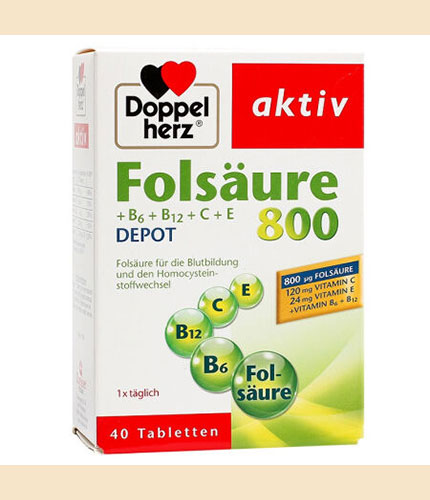 Doppel
herz®
aktiv
Folsäure
+ B6 + B12 + C + E
800
DEPOT
Folsäure für die Blutbildung
und den Homocystein-
stoffwechsel
800 µg FOLSÄURE
120 mg VITAMIN C
24 mg VITAMIN E
+VITAMIN B6 + B12
E
C
B12
B6
Fol-
säure
1x täglich
40 Tabletten